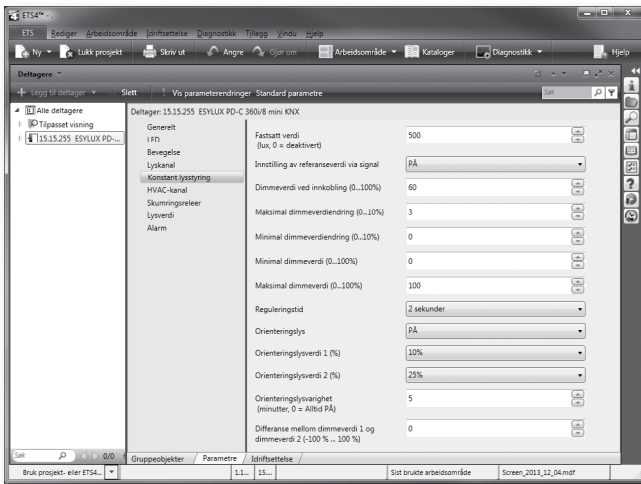 ETS4™ - .
ETS Rediger Arbeidsområde Idriftsettelse Diagnostikk Tillegg Vindu Hjelp
Ny Lukk prosjekt Skriv ut Angre Gjør om Arbeidsområde Kataloger Diagnostikk Hjelp
Deltagere
Legg til deltagere Slett Vis parameterendringer Standard parametre Søk
Alle deltagere
Tilpasset visning
15.15.255 ESYLUX PD-...
Deltager: 15.15.255 ESYLUX PD-C 360i/8 mini KNX
Generelt
LED
Bevegelse
Lyskanal
Konstant lysstyring
HVAC-kanal
Skumringsreleer
Lysverdi
Alarm
Fastsatt verdi
(lux, 0 = deaktivert)
500
Innstilling av referanseverdi via signal
PÅ
Dimmeverdi ved innkobling (0...100%)
60
Maksimal dimmeverdiendring (0...10%)
3
Minimal dimmeverdiendring (0...10%)
0
Minimal dimmeverdi (0...100%)
0
Maksimal dimmeverdi (0...100%)
100
Reguleringstid
2 sekunder
Orienteringslys
PÅ
Orienteringslysverdi 1 (%)
10%
Orienteringslysverdi 2 (%)
25%
Orienteringslysvarighet
(minutter, 0 = Alltid PÅ)
5
Differanse mellom dimmeverdi 1 og
dimmeverdi 2 (-100 % ... 100 %)
0
Søk 0/0
Gruppeobjekter Parametre Idriftsettelse
Bruk prosjekt- eller ETS4... 1.1... 15.... Sist brukte arbeidsområde Screen_2013_12_04.mdf